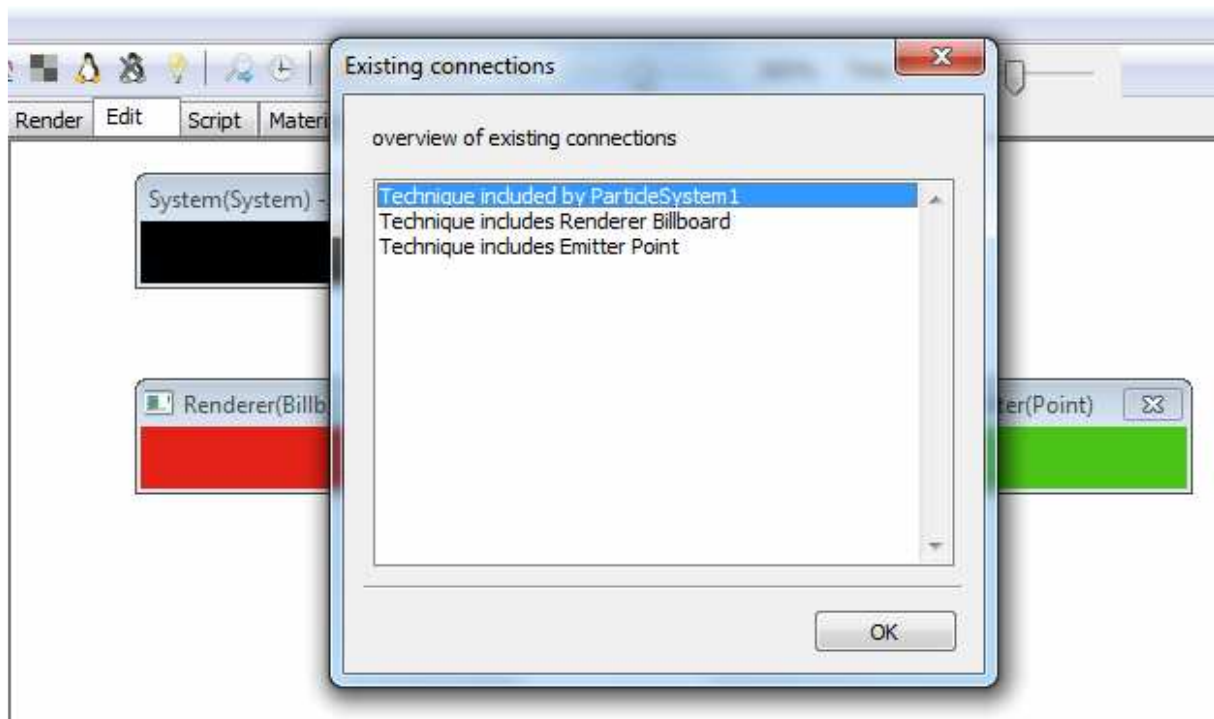 Existing connections
Render Edit Script Materi
overview of existing connections
Technique included by ParticleSystem1
Technique includes Renderer Billboard
Technique includes Emitter Point
System(System) -
Renderer(Billb
ter(Point)
OK